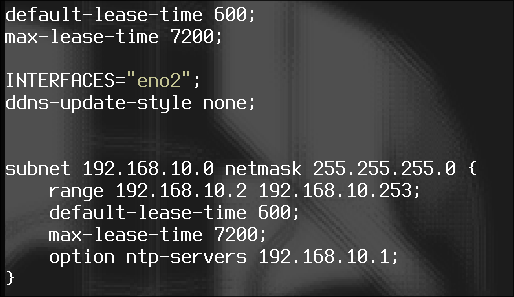 default-lease-time 600;
max-lease-time 7200;

INTERFACES="eno2";
ddns-update-style none;

subnet 192.168.10.0 netmask 255.255.255.0 {
    range 192.168.10.2 192.168.10.253;
    default-lease-time 600;
    max-lease-time 7200;
    option ntp-servers 192.168.10.1;
}